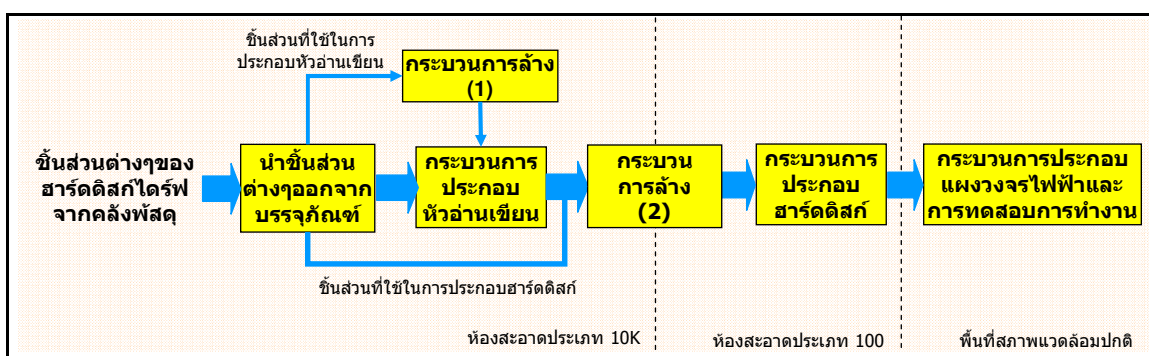 ชิ้นส่วนที่ใช้ในการ
ประกอบหัวอ่านเขียน
กระบวนการล้าง
(1)
ชิ้นส่วนต่างๆของ
ฮาร์ดดิสก์ไดร์ฟ
จากคลังพัสดุ
นำชิ้นส่วน
ต่างๆออกจาก
บรรจุภัณฑ์
กระบวนการ
ประกอบ
หัวอ่านเขียน
กระบวน
การล้าง
(2)
กระบวนการ
ประกอบ
ฮาร์ดดิสก์
กระบวนการประกอบ
แผงวงจรไฟฟ้าและ
การทดสอบการทำงาน
ชิ้นส่วนที่ใช้ในการประกอบฮาร์ดดิสก์
ห้องสะอาดประเภท 10K
ห้องสะอาดประเภท 100
พื้นที่สภาพแวดล้อมปกติ